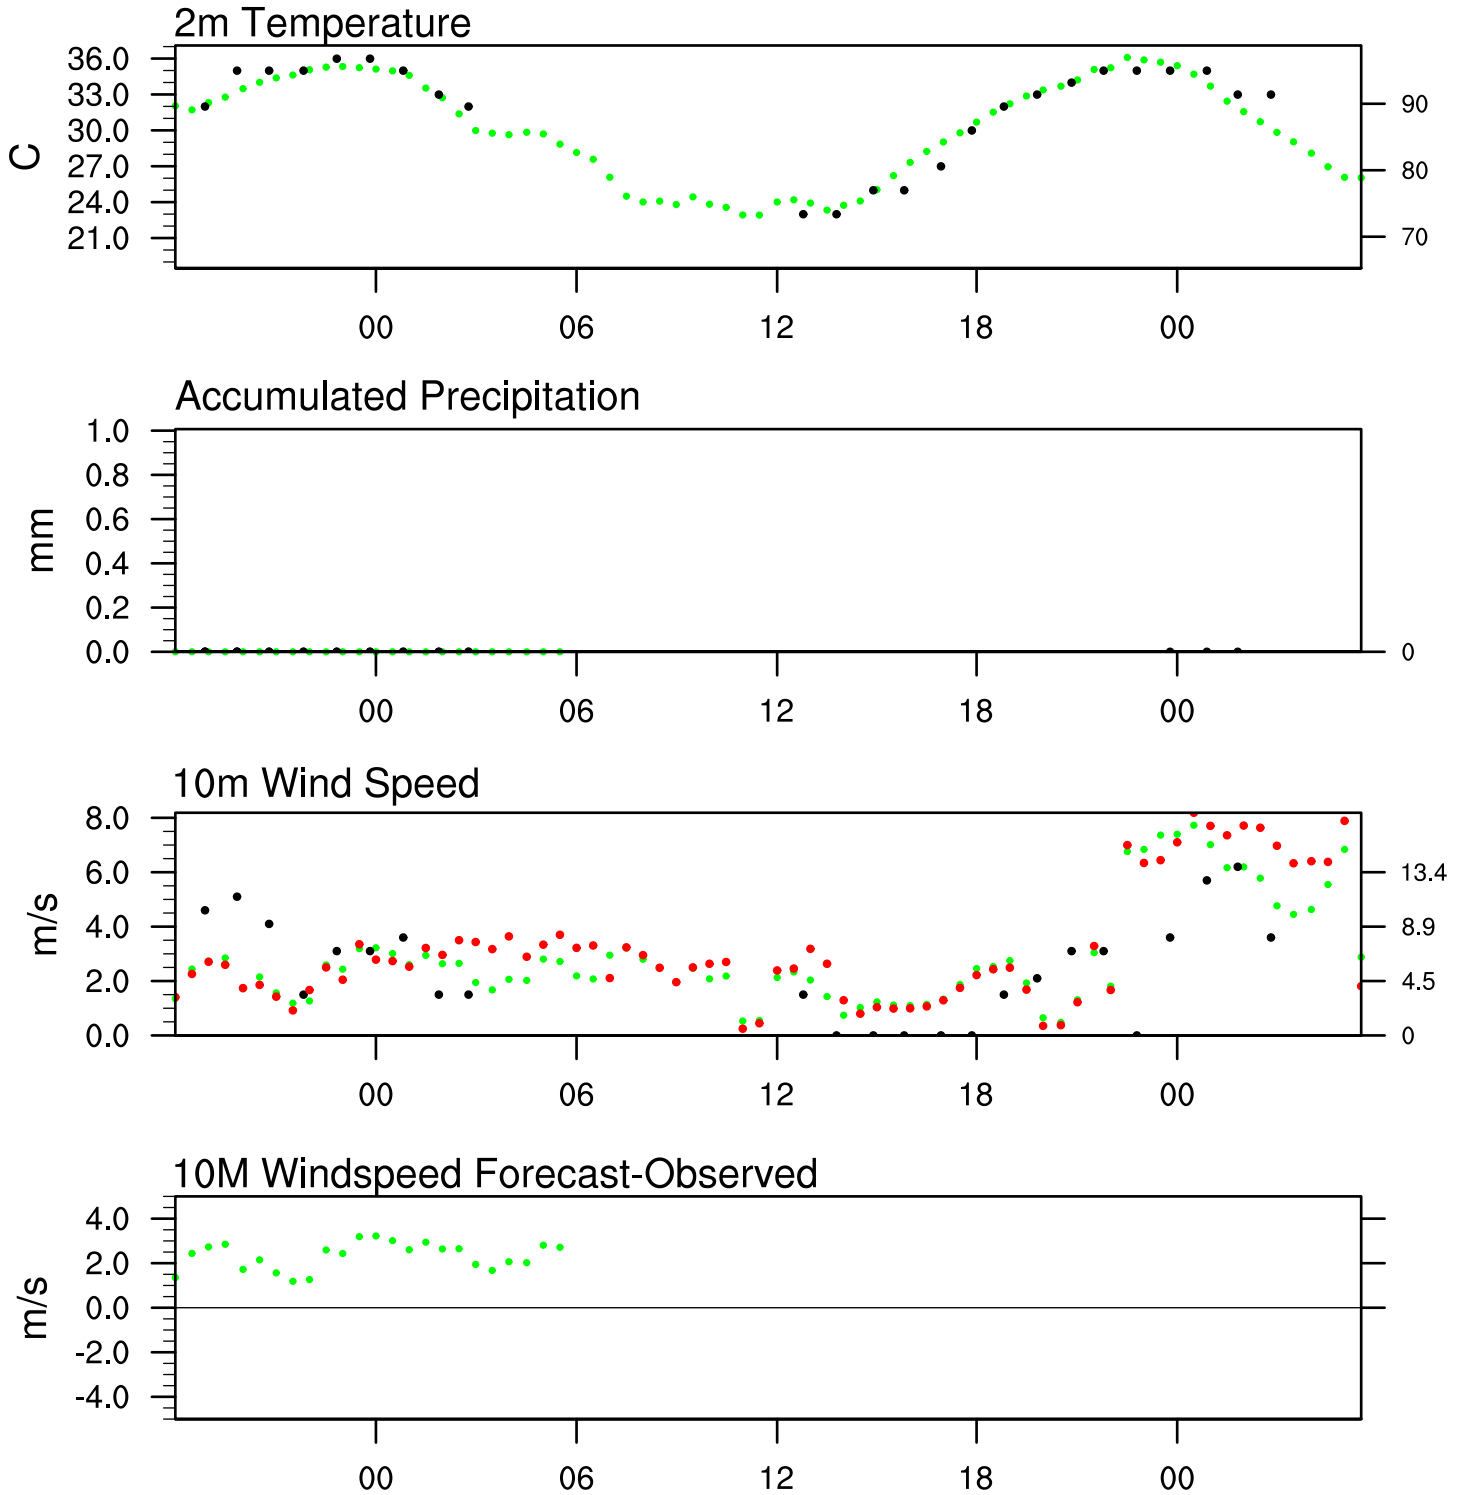 2m Temperature
36.0
33.0
90
30.0
C
27.0
80
24.0
21.0
70
00 06 12 18 00
Accumulated Precipitation
1.0
0.8
0.6
mm
0.4
0.2
0.0
0
00 06 12 18 00
10m Wind Speed
8.0
6.0
13.4
m/s
4.0
8.9
2.0
4.5
0.0
0
00 06 12 18 00
10M Windspeed Forecast-Observed
4.0
2.0
m/s
0.0
-2.0
-4.0
00 06 12 18 00